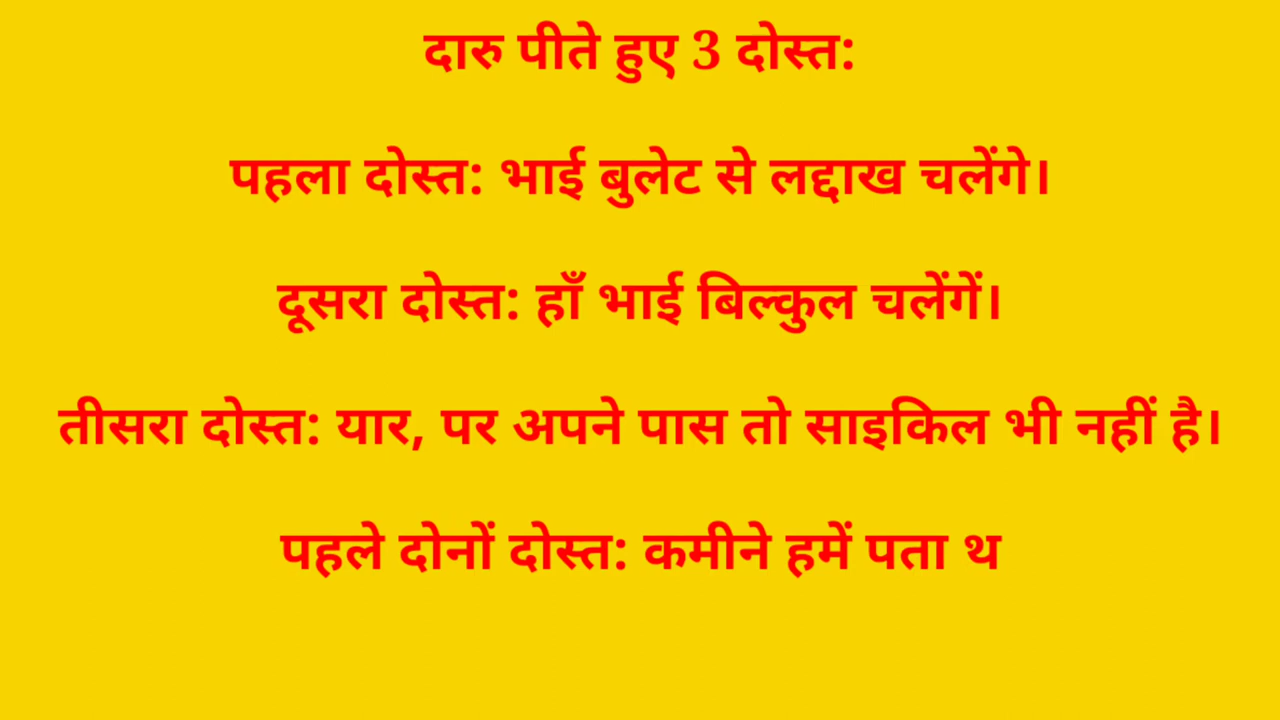 दारु पीते हुए 3 दोस्त:
पहला दोस्त: भाई बुलेट से लद्दाख चलेंगे।
दूसरा दोस्त: हाँ भाई बिल्कुल चलेंगें।
तीसरा दोस्त: यार, पर अपने पास तो साइकिल भी नहीं है।
पहले दोनों दोस्त: कमीने हमें पता थ